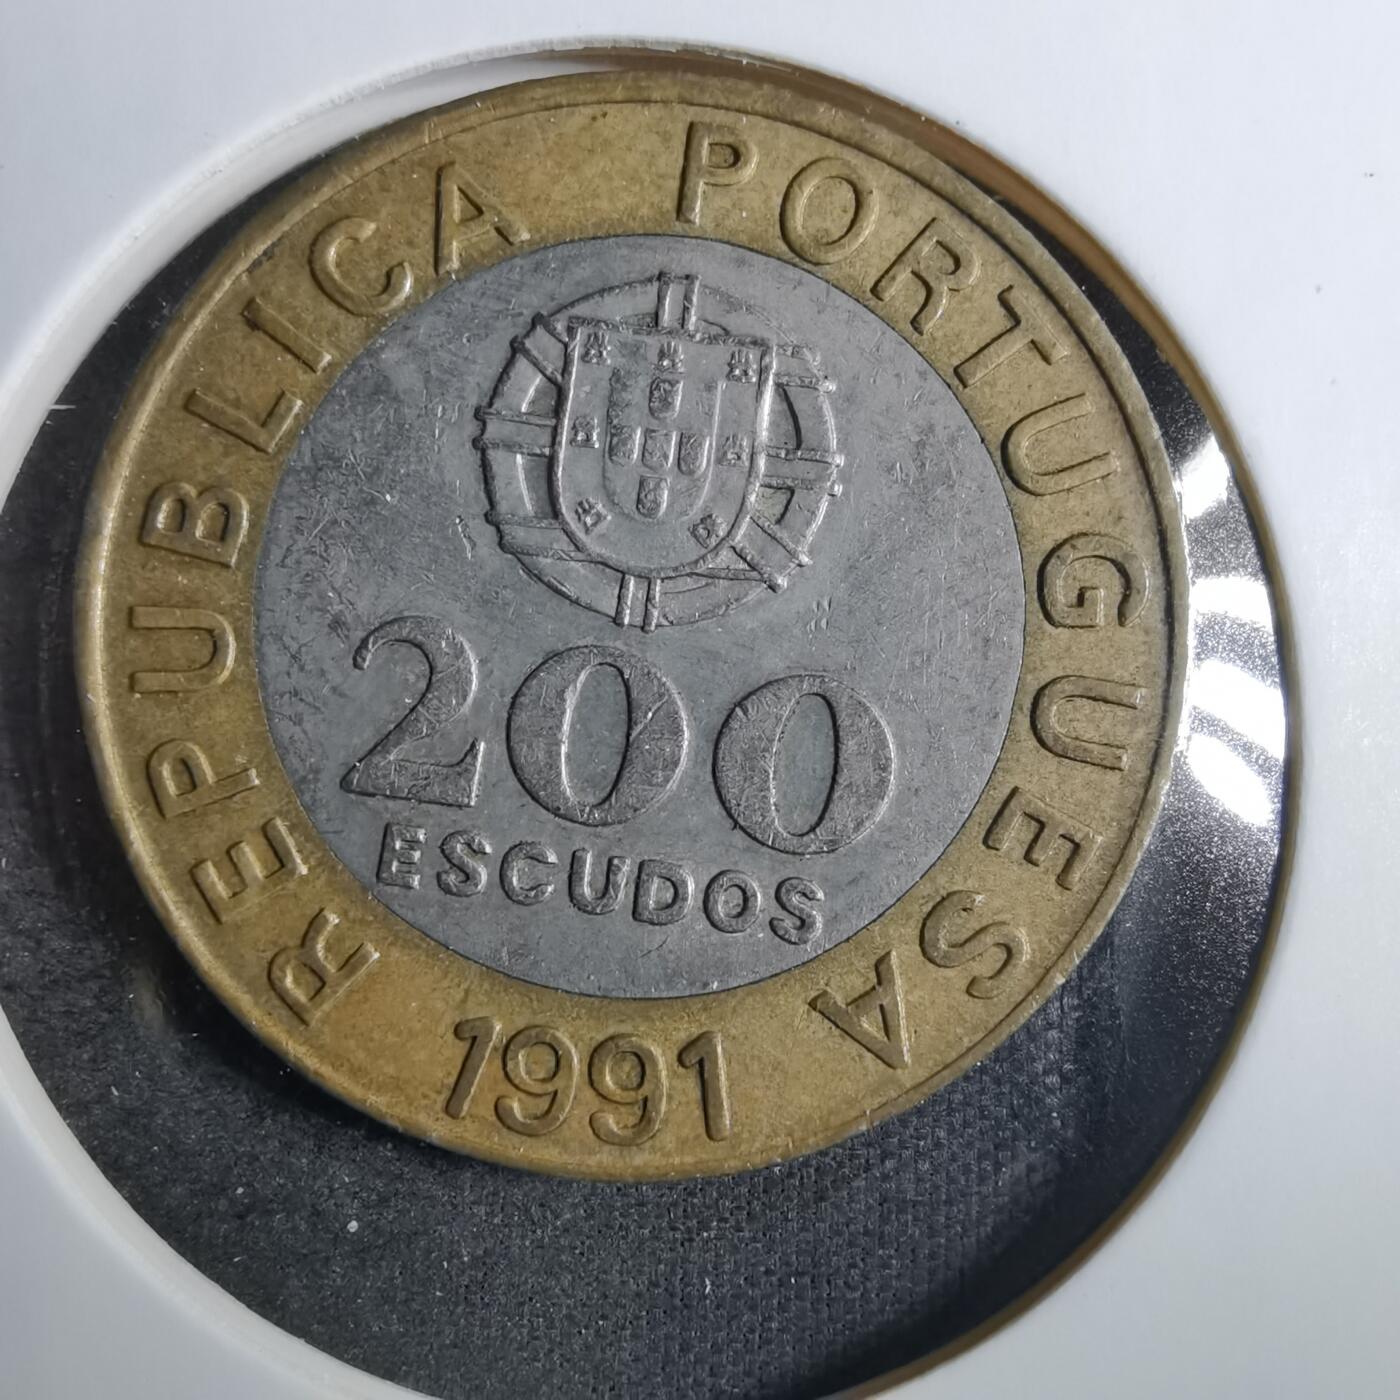 REPUBLICA PORTUGUESA
200
ESCUDOS
1991